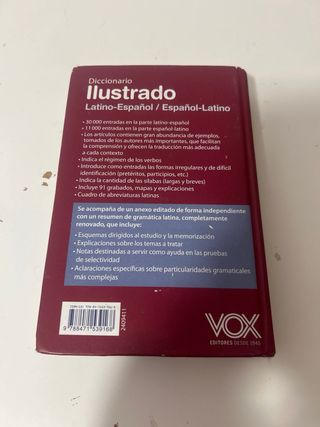 Diccionario
Ilustrado
Latino-Español / Español-Latino
• 30 000 entradas en la parte latino-español
• 11 000 entradas en la parte español latino
• Los artículos contienen gran abundancia de ejemplos,
tomados de los autores más importantes, que facilitan
la comprensión y ofrecen la traducción más adecuada
a cada contexto
• Indica el régimen de los verbos
• Introduce como entradas las formas irregulares y de difícil
identificación (pretéritos, participios, etc.)
• Indica la cantidad de las sílabas (largas y breves)
• Incluye 91 grabados, mapas y explicaciones
• Cuadro de abreviaturas latinas
Se acompaña de un anexo editado de forma independiente
con un resumen de gramática latina, completamente
renovado, que incluye:
• Esquemas dirigidos al estudio y la memorización
• Explicaciones sobre los temas a tratar
• Notas destinadas a servir como ayuda en las pruebas
de selectividad
• Aclaraciones específicas sobre particularidades gramaticales
más complejas
9 788471 539168
2409411
VOX
EDITORES DESDE 1945